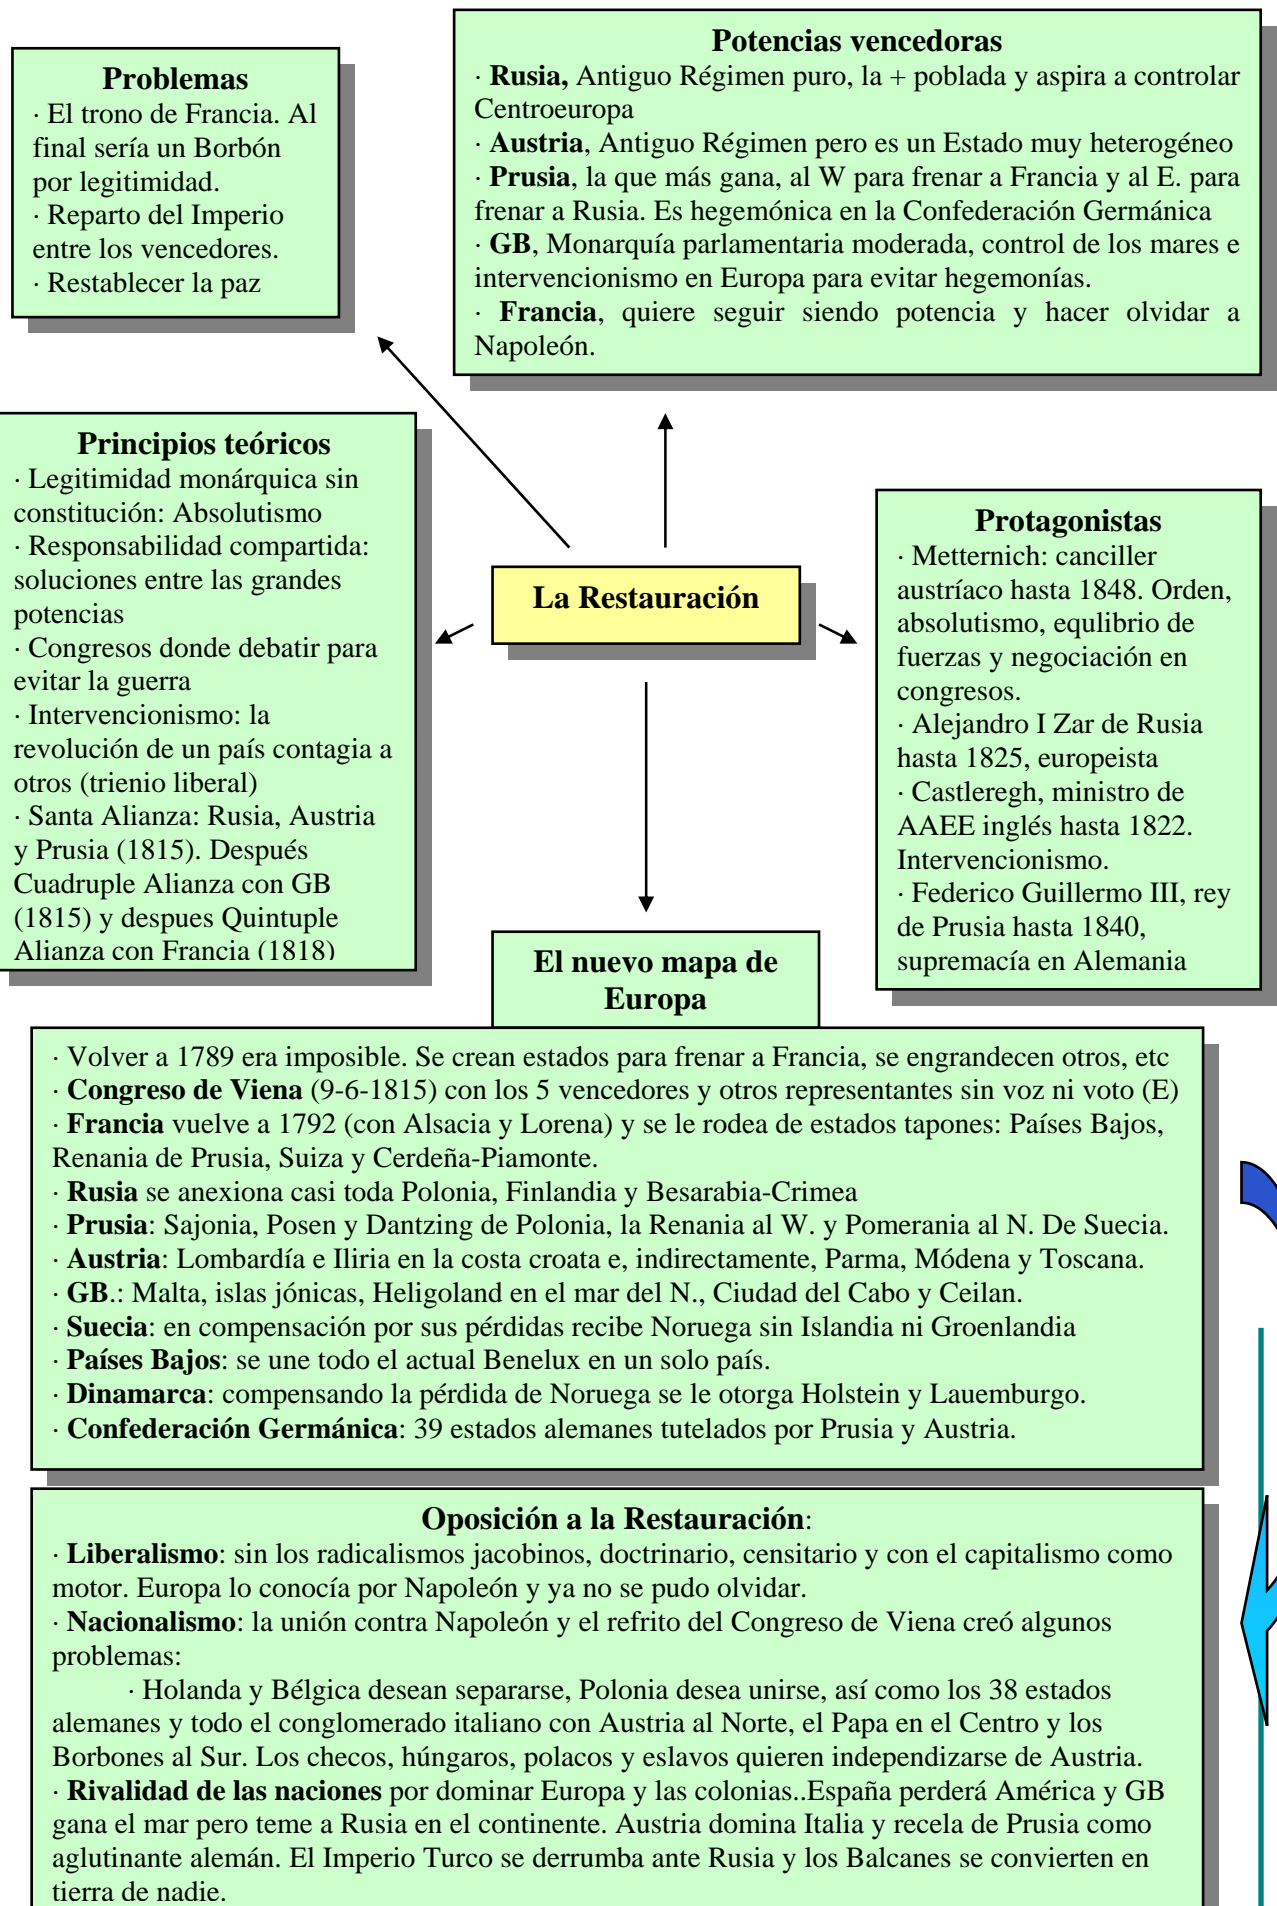 Problemas
· El trono de Francia. Al
final sería un Borbón
por legitimidad.
· Reparto del Imperio
entre los vencedores.
· Restablecer la paz
Potencias vencedoras
· Rusia, Antiguo Régimen puro, la + poblada y aspira a controlar
Centroeuropa
· Austria, Antiguo Régimen pero es un Estado muy heterogéneo
· Prusia, la que más gana, al W para frenar a Francia y al E. para
frenar a Rusia. Es hegemónica en la Confederación Germánica
· GB, Monarquía parlamentaria moderada, control de los mares e
intervencionismo en Europa para evitar hegemonías.
· Francia, quiere seguir siendo potencia y hacer olvidar a
Napoleón.
Principios teóricos
· Legitimidad monárquica sin
constitución: Absolutismo
· Responsabilidad compartida:
soluciones entre las grandes
potencias
· Congresos donde debatir para
evitar la guerra
· Intervencionismo: la
revolución de un país contagia a
otros (trienio liberal)
· Santa Alianza: Rusia, Austria
y Prusia (1815). Después
Cuadruple Alianza con GB
(1815) y despues Quintuple
Alianza con Francia (1818)
La Restauración
Protagonistas
· Metternich: canciller
austríaco hasta 1848. Orden,
absolutismo, equlibrio de
fuerzas y negociación en
congresos.
· Alejandro I Zar de Rusia
hasta 1825, europeista
· Castleregh, ministro de
AAEE inglés hasta 1822.
Intervencionismo.
· Federico Guillermo III, rey
de Prusia hasta 1840,
supremacía en Alemania
El nuevo mapa de
Europa
· Volver a 1789 era imposible. Se crean estados para frenar a Francia, se engrandecen otros, etc
· Congreso de Viena (9-6-1815) con los 5 vencedores y otros representantes sin voz ni voto (E)
· Francia vuelve a 1792 (con Alsacia y Lorena) y se le rodea de estados tapones: Países Bajos,
Renania de Prusia, Suiza y Cerdeña-Piamonte.
· Rusia se anexiona casi toda Polonia, Finlandia y Besarabia-Crimea
· Prusia: Sajonia, Posen y Dantzing de Polonia, la Renania al W. y Pomerania al N. De Suecia.
· Austria: Lombardía e Iliria en la costa croata e, indirectamente, Parma, Módena y Toscana.
· GB.: Malta, islas jónicas, Heligoland en el mar del N., Ciudad del Cabo y Ceilan.
· Suecia: en compensación por sus pérdidas recibe Noruega sin Islandia ni Groenlandia
· Países Bajos: se une todo el actual Benelux en un solo país.
· Dinamarca: compensando la pérdida de Noruega se le otorga Holstein y Lauemburgo.
· Confederación Germánica: 39 estados alemanes tutelados por Prusia y Austria.
Oposición a la Restauración:
· Liberalismo: sin los radicalismos jacobinos, doctrinario, censitario y con el capitalismo como
motor. Europa lo conocía por Napoleón y ya no se pudo olvidar.
· Nacionalismo: la unión contra Napoleón y el refrito del Congreso de Viena creó algunos
problemas:
· Holanda y Bélgica desean separarse, Polonia desea unirse, así como los 38 estados
alemanes y todo el conglomerado italiano con Austria al Norte, el Papa en el Centro y los
Borbones al Sur. Los checos, húngaros, polacos y eslavos quieren independizarse de Austria.
· Rivalidad de las naciones por dominar Europa y las colonias..España perderá América y GB
gana el mar pero teme a Rusia en el continente. Austria domina Italia y recela de Prusia como
aglutinante alemán. El Imperio Turco se derrumba ante Rusia y los Balcanes se convierten en
tierra de nadie.